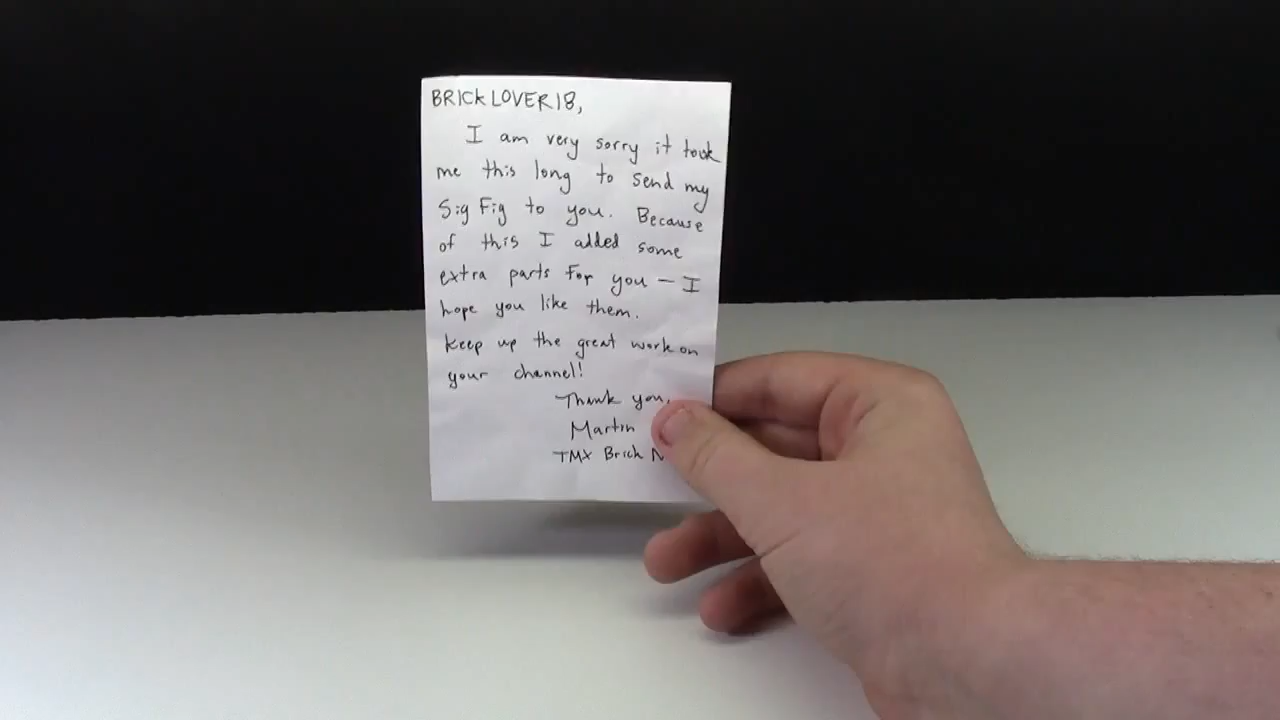 BRICK LOVER18,
I am very sorry it took
me this long to send my
Sig Fig to you. Because
of this I added some
extra parts for you — I
hope you like them.
keep up the great work on
your channel!
Thank you,
Martin
TMX Brick